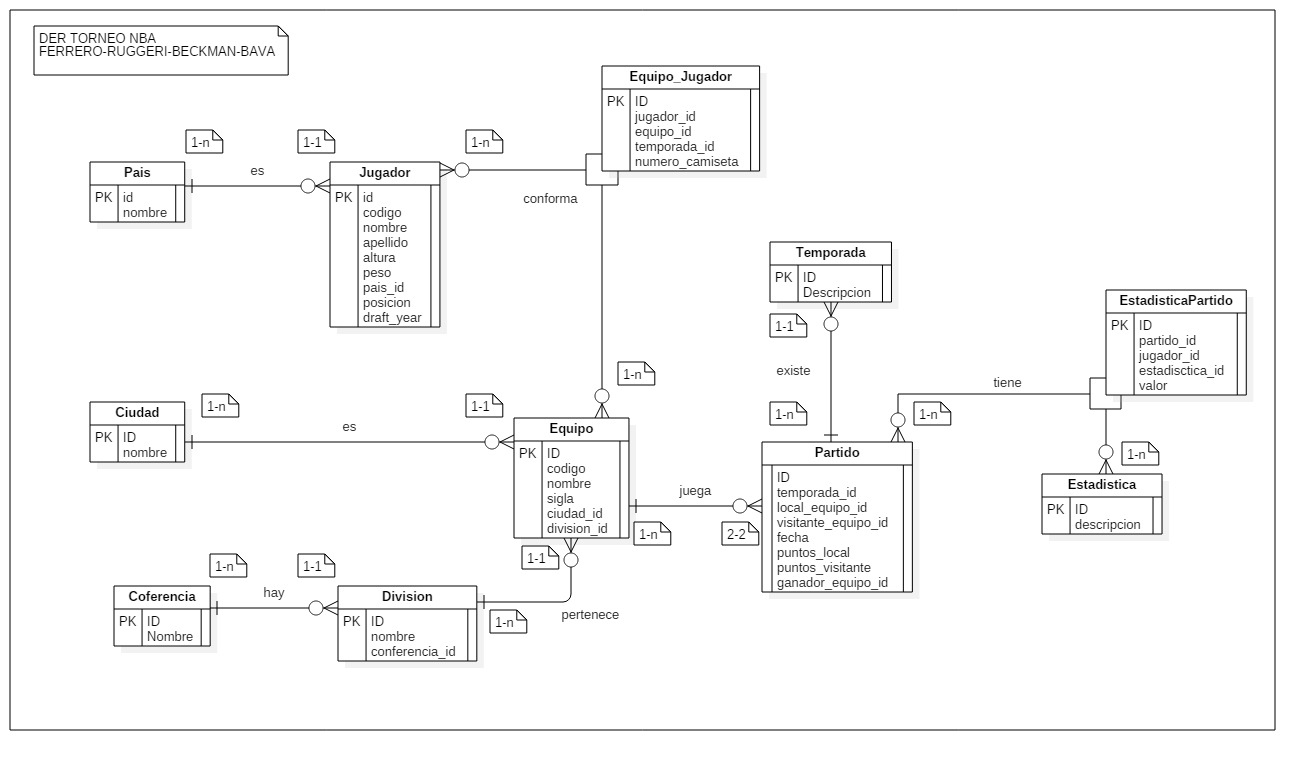 DER TORNEO NBA
FERRERO-RUGGERI-BECKMAN-BAVA
Equipo_Jugador
PK ID
jugador_id
equipo_id
temporada_id
numero_camiseta
1-n
es
1-1
1-n
Pais
PK id
nombre
Jugador
PK id
codigo
nombre
apellido
altura
peso
pais_id
posicion
draft_year
conforma
Temporada
PK ID
Descripcion
1-1
existe
1-n
EstadisticaPartido
PK ID
partido_id
jugador_id
estadisctica_id
valor
tiene
1-n
1-n
Estadistica
PK ID
descripcion
1-n
Ciudad
PK ID
nombre
1-n
es
1-1
Equipo
PK ID
codigo
nombre
sigla
ciudad_id
division_id
juega
1-n
2-2
Partido
ID
temporada_id
local_equipo_id
visitante_equipo_id
fecha
puntos_local
puntos_visitante
ganador_equipo_id
1-1
pertenece
1-n
1-n
hay
1-1
Coferencia
PK ID
Nombre
Division
PK ID
nombre
conferencia_id